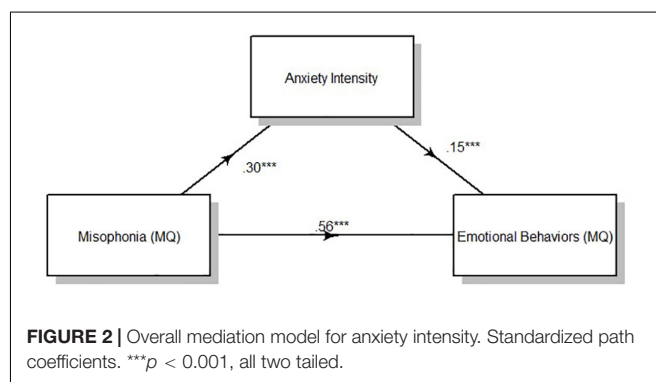 Anxiety Intensity
.30***
.15***
Misophonia (MQ)
.56***
Emotional Behaviors (MQ)
FIGURE 2 | Overall mediation model for anxiety intensity. Standardized path
coefficients. ***p < 0.001, all two tailed.